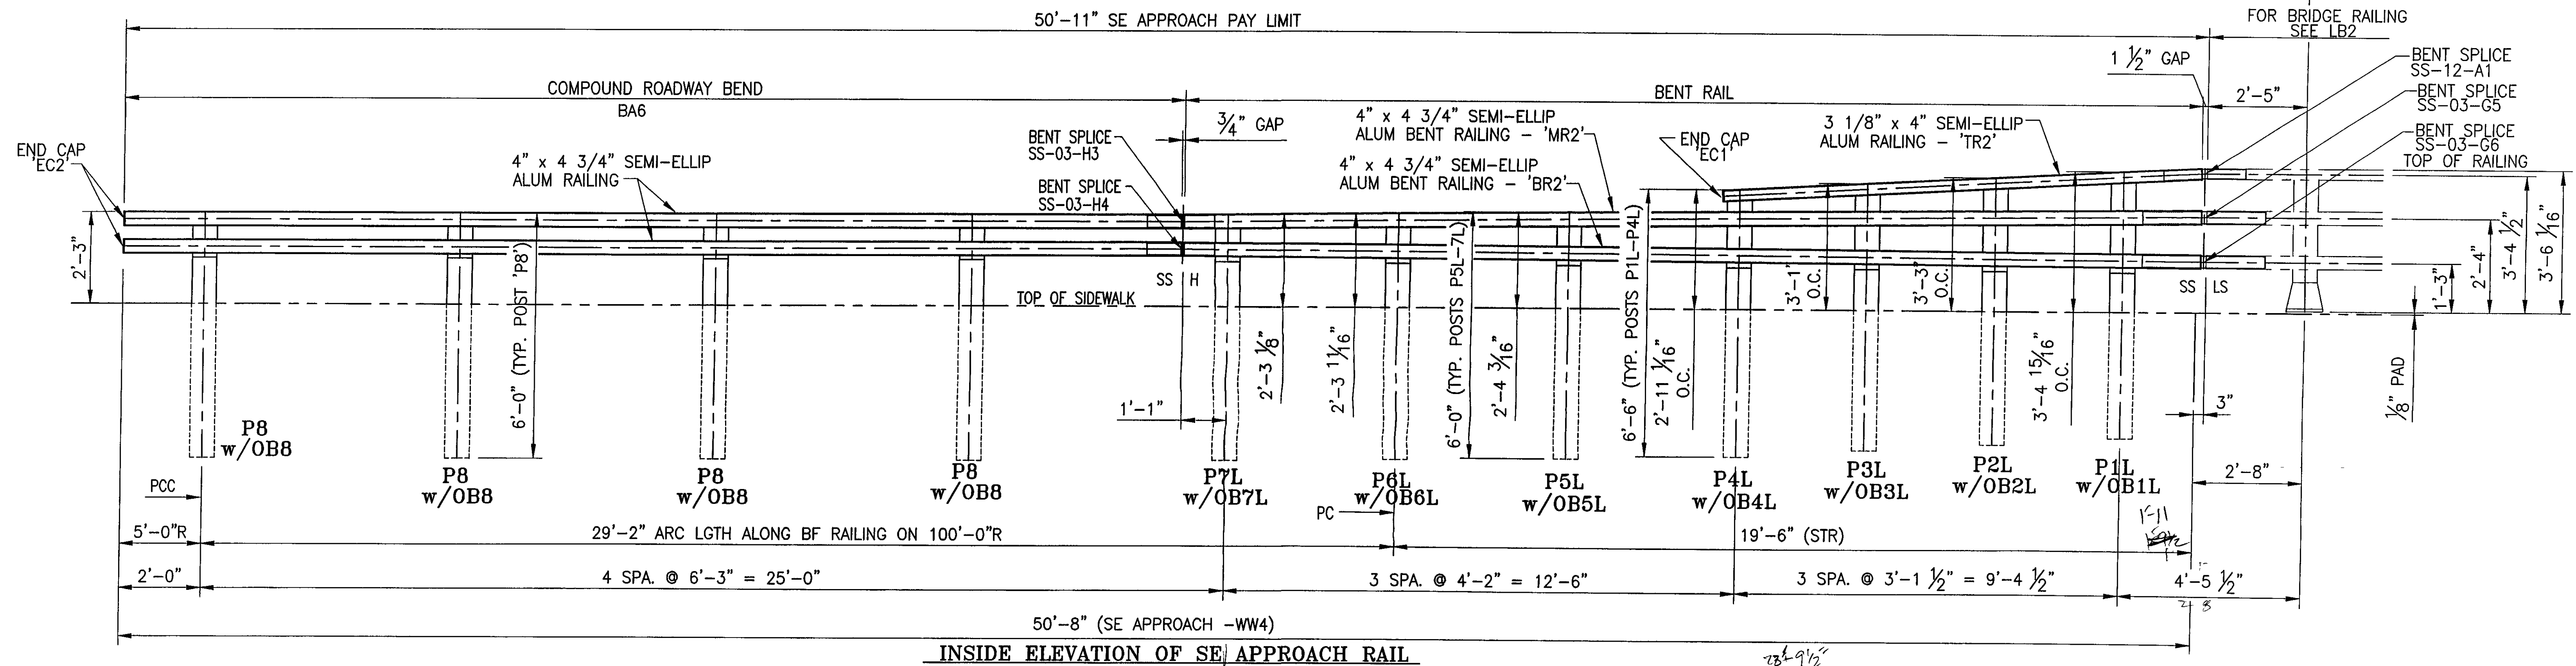 50'-11" SE APPROACH PAY LIMIT
FOR BRIDGE RAILING
SEE LB2
1 1/2" GAP
BENT SPLICE
SS-12-A1
COMPOUND ROADWAY BEND
BA6
BENT RAIL
2'-5"
BENT SPLICE
SS-03-G5
3/4" GAP
4" x 4 3/4" SEMI-ELLIP
ALUM BENT RAILING - 'MR2'
END CAP
'EC1'
3 1/8" x 4" SEMI-ELLIP
ALUM RAILING - 'TR2'
BENT SPLICE
SS-03-G6
TOP OF RAILING
END CAP
'EC2'
4" x 4 3/4" SEMI-ELLIP
ALUM RAILING
BENT SPLICE
SS-03-H3
BENT SPLICE
SS-03-H4
4" x 4 3/4" SEMI-ELLIP
ALUM BENT RAILING - 'BR2'
2'-3"
6'-0" (TYP. POST 'P8')
SS H
TOP OF SIDEWALK
1'-1"
2'-3 1/8"
2'-3 11/16"
6'-0" (TYP. POSTS P5L-7L)
2'-4 3/16"
6'-6" (TYP. POSTS P1L-P4L)
2'-11 1/16"
O.C.
3'-1"
O.C.
3'-3"
O.C.
3'-4 15/16"
O.C.
SS LS
1'-3"
2'-4"
3'-4 1/2"
3'-6 1/16"
3"
1/8" PAD
P8
w/OB8
P8
w/OB8
P8
w/OB8
P8
w/OB8
P7L
w/OB7L
P6L
w/OB6L
P5L
w/OB5L
P4L
w/OB4L
P3L
w/OB3L
P2L
w/OB2L
P1L
w/OB1L
2'-8"
PCC
PC
1'-11
5'-0"R
29'-2" ARC LGTH ALONG BF RAILING ON 100'-0"R
19'-6" (STR)
2'-0"
4 SPA. @ 6'-3" = 25'-0"
3 SPA. @ 4'-2" = 12'-6"
3 SPA. @ 3'-1 1/2" = 9'-4 1/2"
4'-5 1/2"
2 8
50'-8" (SE APPROACH -WW4)
INSIDE ELEVATION OF SE APPROACH RAIL